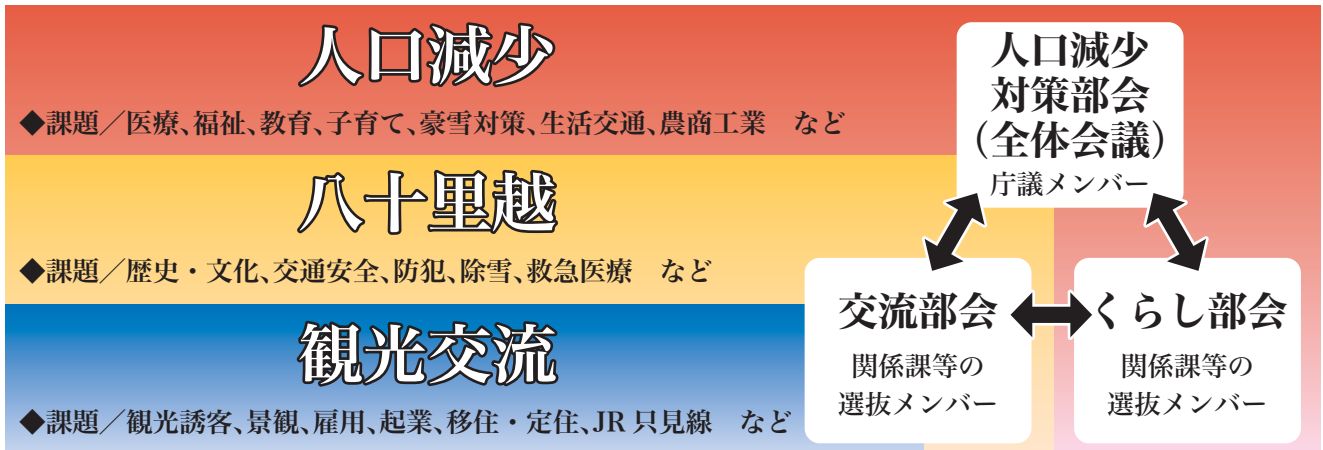 人口減少
◆課題／医療、福祉、教育、子育て、豪雪対策、生活交通、農商工業　など
八十里越
◆課題／歴史・文化、交通安全、防犯、除雪、救急医療　など
観光交流
◆課題／観光誘客、景観、雇用、起業、移住・定住、JR只見線　など
人口減少
対策部会
（全体会議）
庁議メンバー
交流部会
関係課等の
選抜メンバー
くらし部会
関係課等の
選抜メンバー